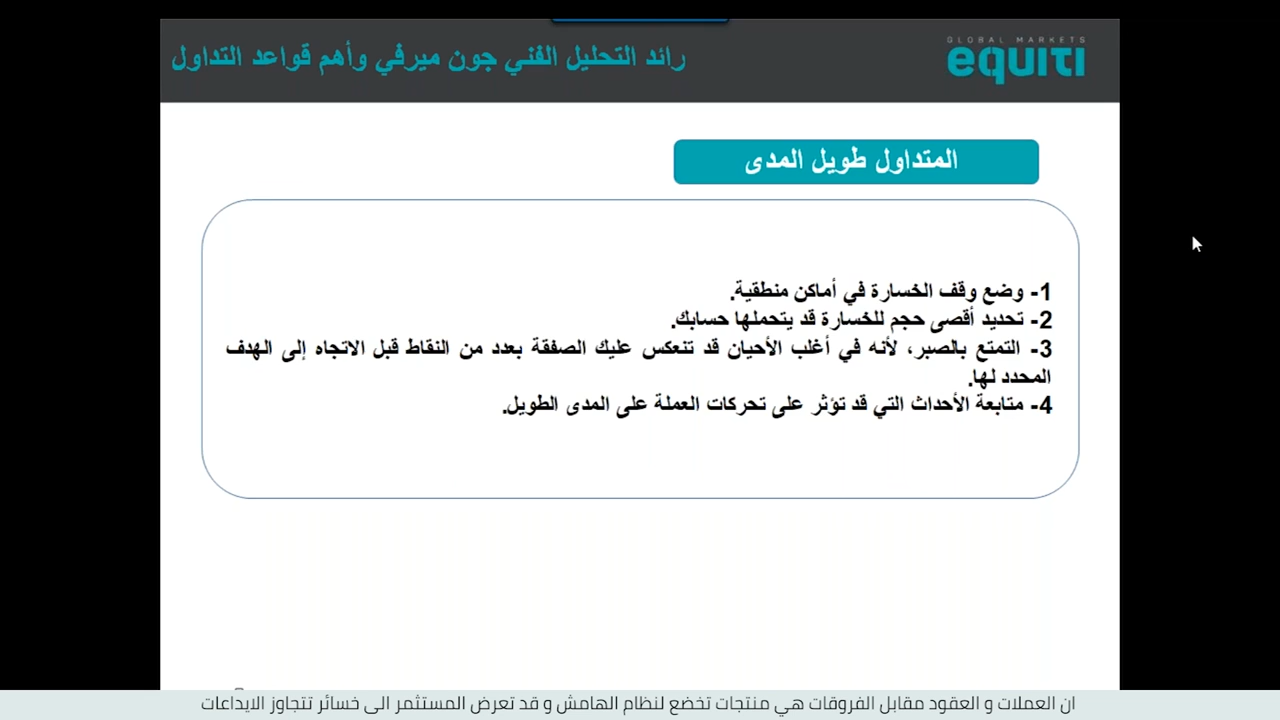 رائد التحليل الفني جون ميرفي وأهم قواعد التداول
GLOBAL MARKETS
equiti
المتداول طويل المدى
1- وضع وقف الخسارة في أماكن منطقية.
2- تحديد أقصى حجم للخسارة قد يتحملها حسابك.
3- التمتع بالصبر، لأنه في أغلب الأحيان قد تنعكس عليك الصفقة بعدد من النقاط قبل الاتجاه إلى الهدف
المحدد لها.
4- متابعة الأحداث التي قد تؤثر على تحركات العملة على المدى الطويل.
ان العملات و العقود مقابل الفروقات هي منتجات تخضع لنظام الهامش و قد تعرض المستثمر الى خسائر تتجاوز الايداعات